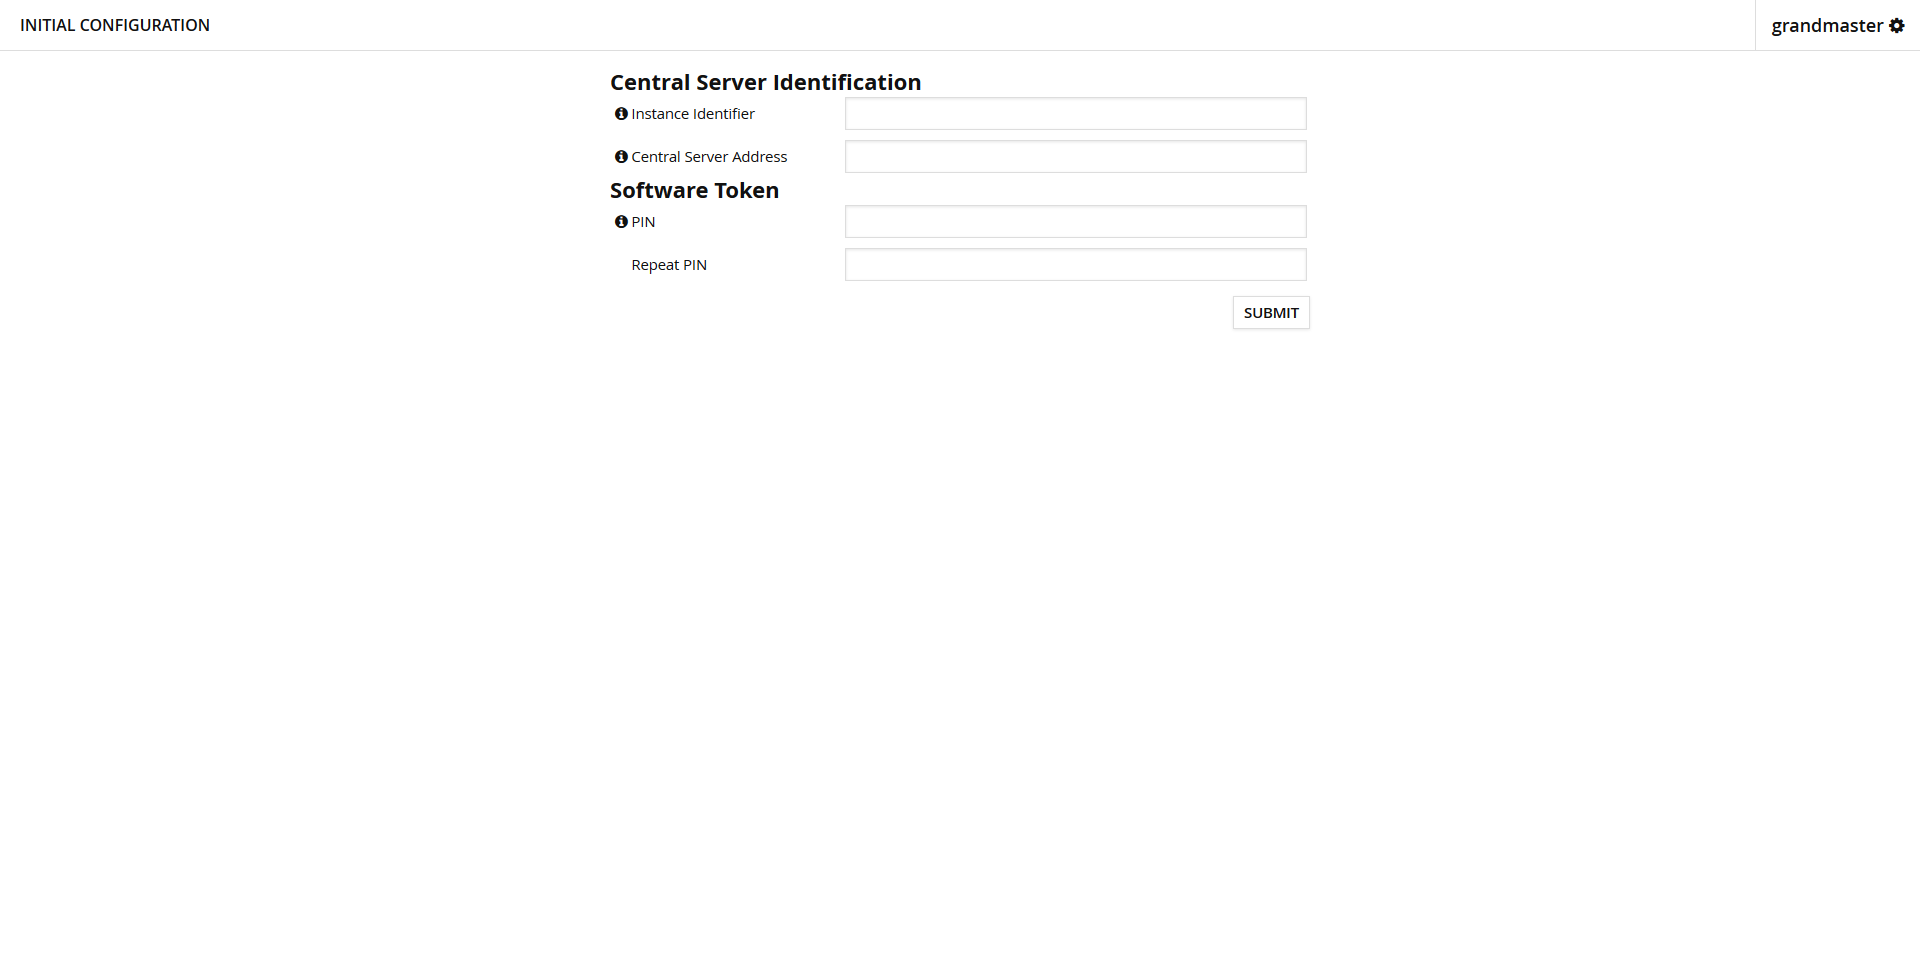 INITIAL CONFIGURATION
grandmaster
Central Server Identification
Instance Identifier
Central Server Address
Software Token
PIN
Repeat PIN
SUBMIT